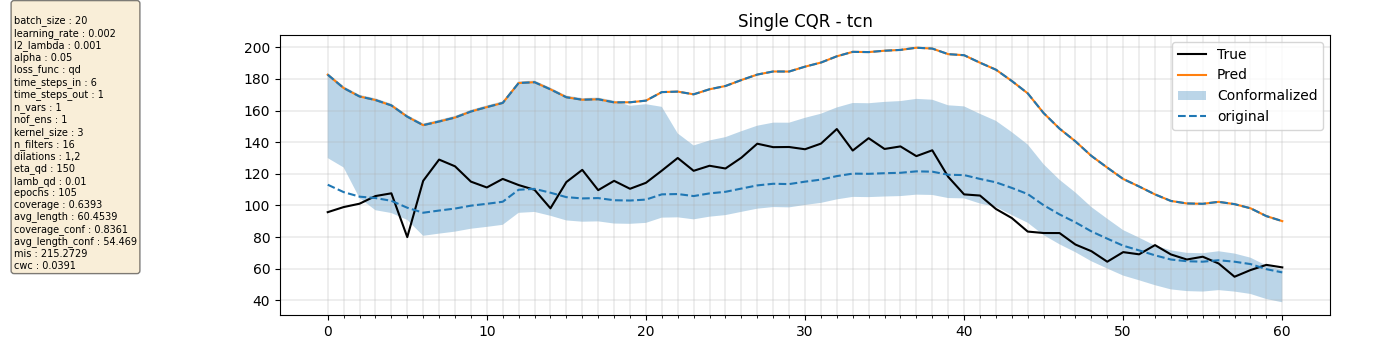 batch_size : 20
learning_rate : 0.002
l2_lambda : 0.001
alpha : 0.05
loss_func : qd
time_steps_in : 6
time_steps_out : 1
n_vars : 1
nof_ens : 1
kernel_size : 3
n_filters : 16
dilations : 1,2
eta_qd : 150
lamb_qd : 0.01
epochs : 105
coverage : 0.6393
avg_length : 60.4539
coverage_conf : 0.8361
avg_length_conf : 54.469
mis : 215.2729
cwc : 0.0391
Single CQR - tcn
200
180
160
140
120
100
80
60
40
0 10 20 30 40 50 60
True
Pred
Conformalized
original